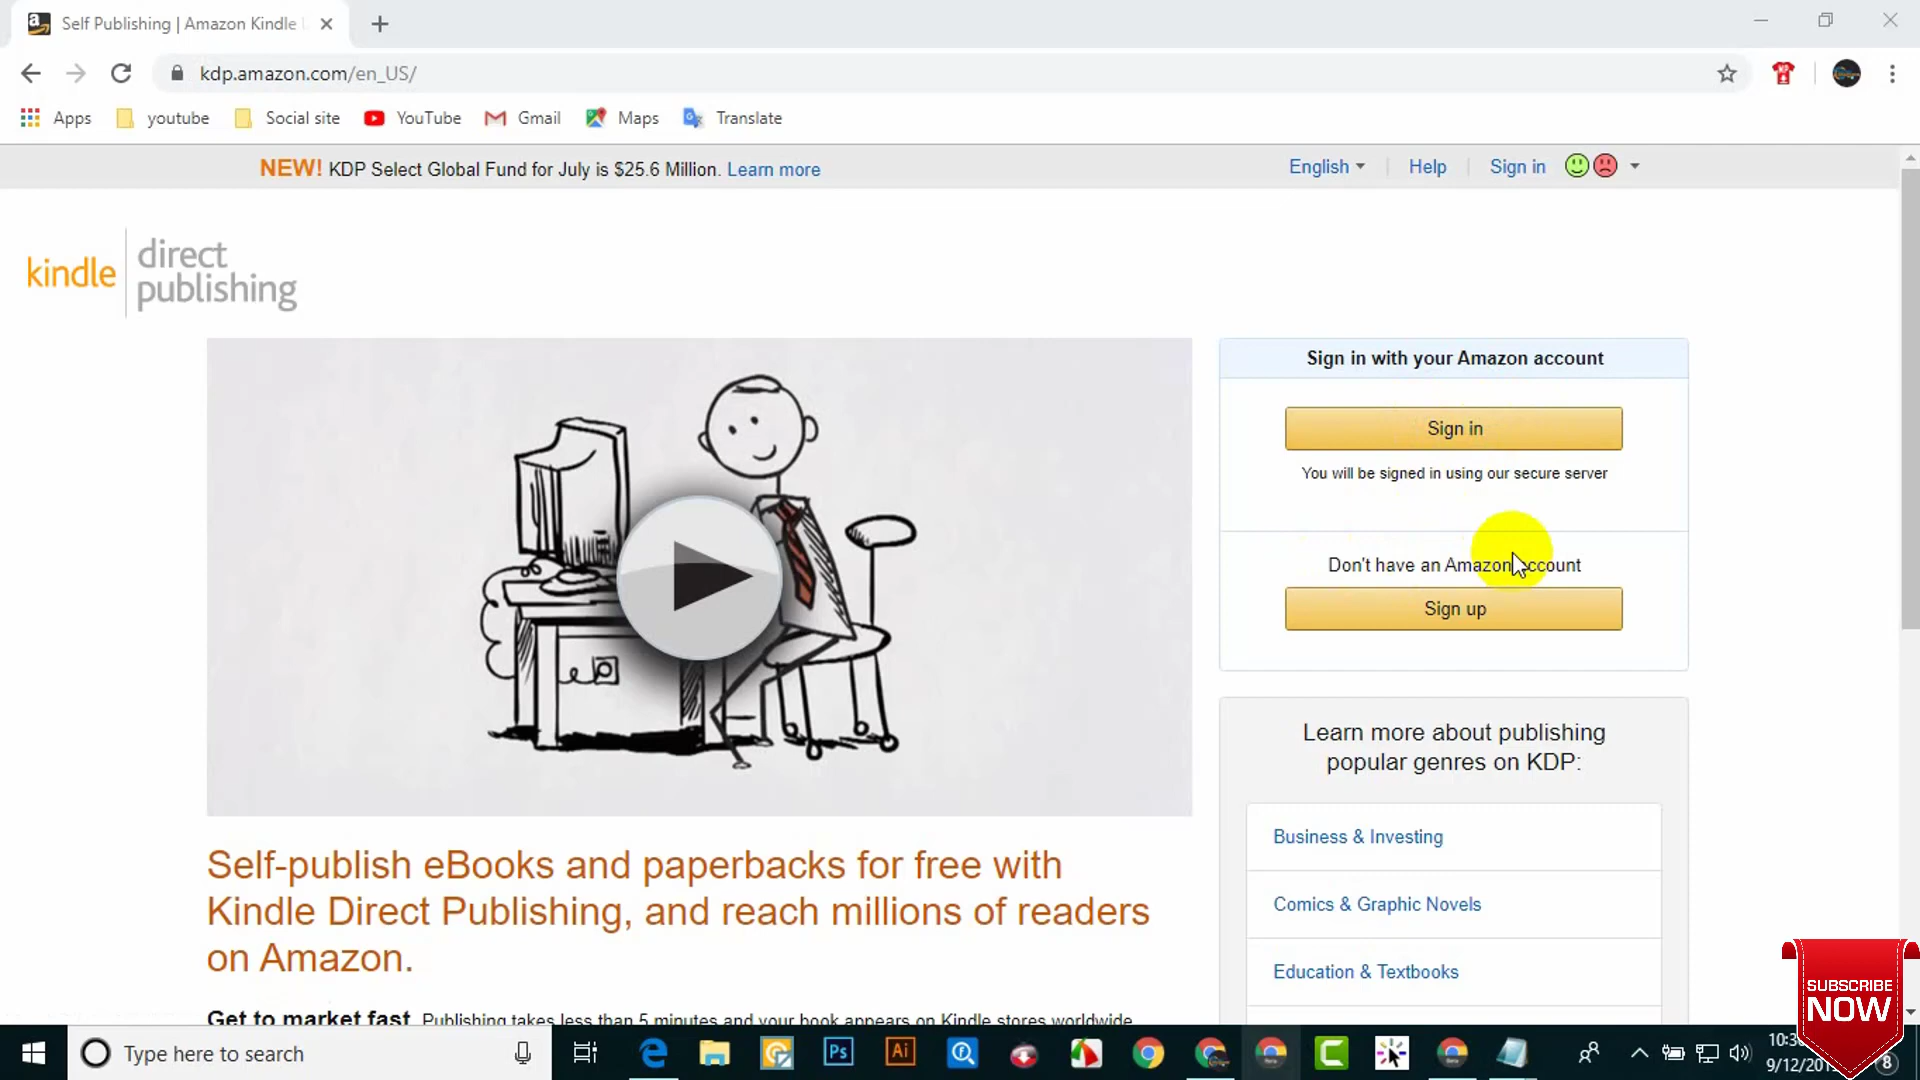 Self Publishing | Amazon Kindle
kdp.amazon.com/en_US/
Apps youtube Social site YouTube Gmail Maps Translate
NEW! KDP Select Global Fund for July is $25.6 Million. Learn more
English Help Sign in
kindle direct publishing
Sign in with your Amazon account
Sign in
You will be signed in using our secure server
Don't have an Amazon account
Sign up
Learn more about publishing
popular genres on KDP:
Business & Investing
Comics & Graphic Novels
Education & Textbooks
Self-publish eBooks and paperbacks for free with
Kindle Direct Publishing, and reach millions of readers
on Amazon.
Get to market fast. Publishing takes less than 5 minutes and your book appears on Kindle stores worldwide
SUBSCRIBE
NOW
Type here to search
Ps
Ai
8